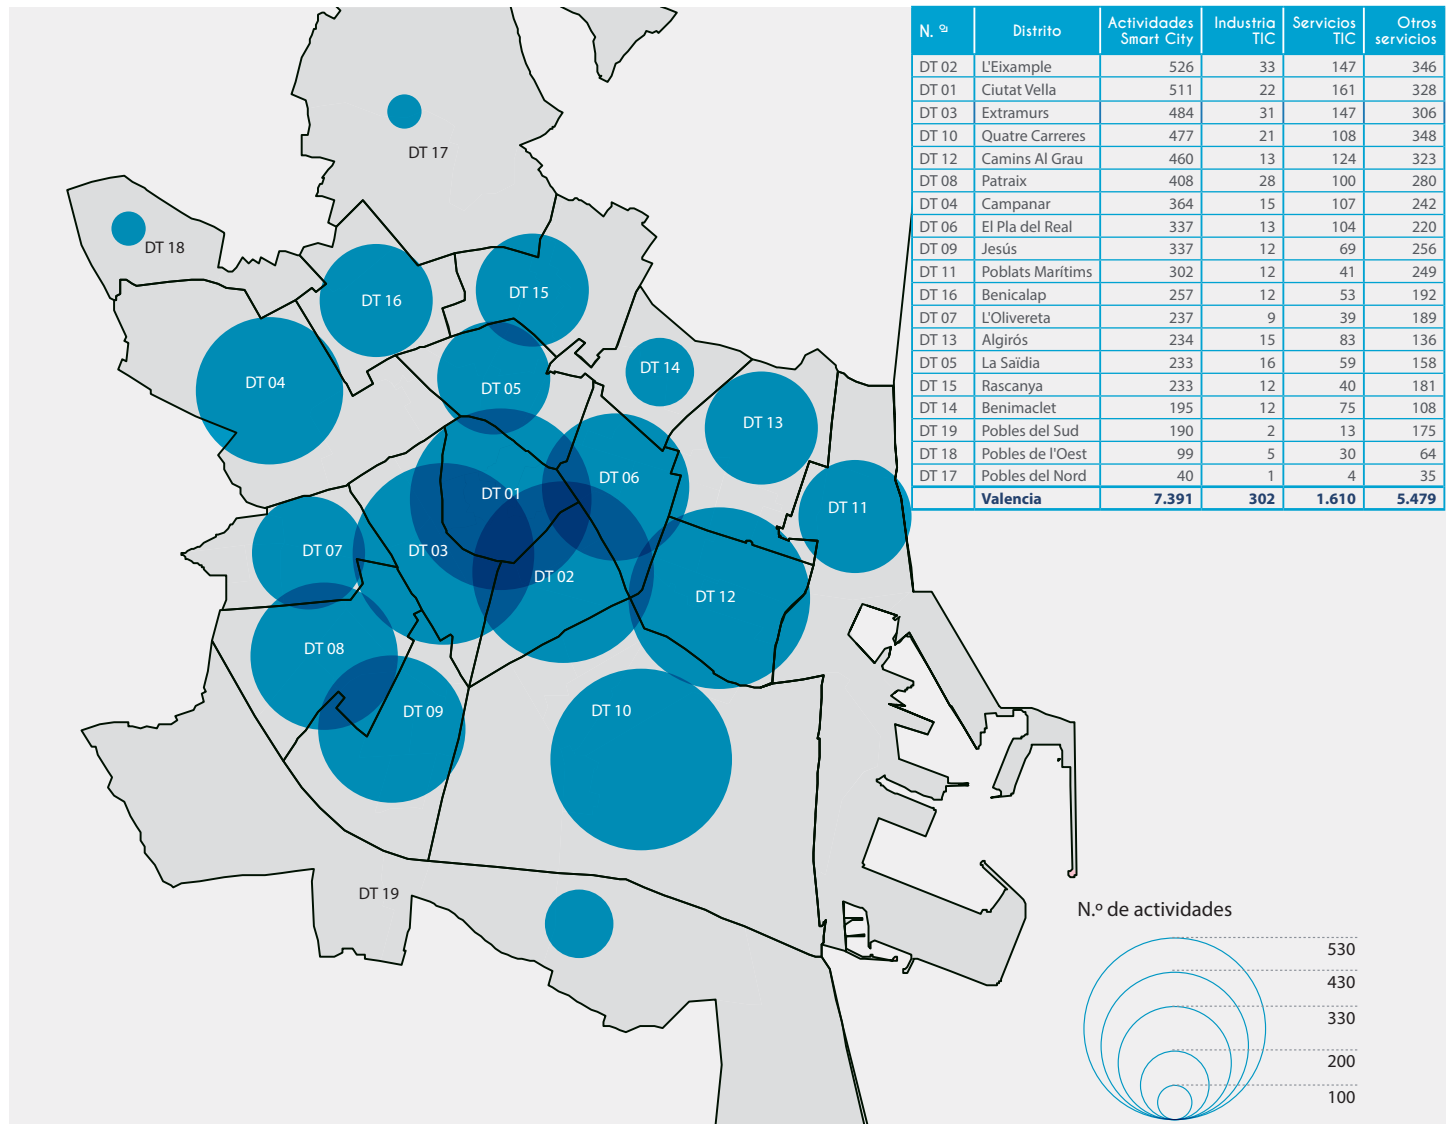 N. º Distrito Actividades Smart City Industria TIC Servicios TIC Otros servicios
DT 02 L'Eixample 526 33 147 346
DT 01 Ciutat Vella 511 22 161 328
DT 03 Extramurs 484 31 147 306
DT 10 Quatre Carreres 477 21 108 348
DT 12 Camins Al Grau 460 13 124 323
DT 08 Patraix 408 28 100 280
DT 04 Campanar 364 15 107 242
DT 06 El Pla del Real 337 13 104 220
DT 09 Jesús 337 12 69 256
DT 11 Poblats Marítims 302 12 41 249
DT 16 Benicalap 257 12 53 192
DT 07 L'Olivereta 237 9 39 189
DT 13 Algirós 234 15 83 136
DT 05 La Saïdia 233 16 59 158
DT 15 Rascanya 233 12 40 181
DT 14 Benimaclet 195 12 75 108
DT 19 Pobles del Sud 190 2 13 175
DT 18 Pobles de l'Oest 99 5 30 64
DT 17 Pobles del Nord 40 1 4 35
Valencia 7.391 302 1.610 5.479
DT 17
DT 18
DT 16
DT 15
DT 04
DT 05
DT 14
DT 13
DT 01
DT 06
DT 11
DT 07
DT 03
DT 02
DT 12
DT 08
DT 09
DT 10
DT 19
N.º de actividades
530
430
330
200
100